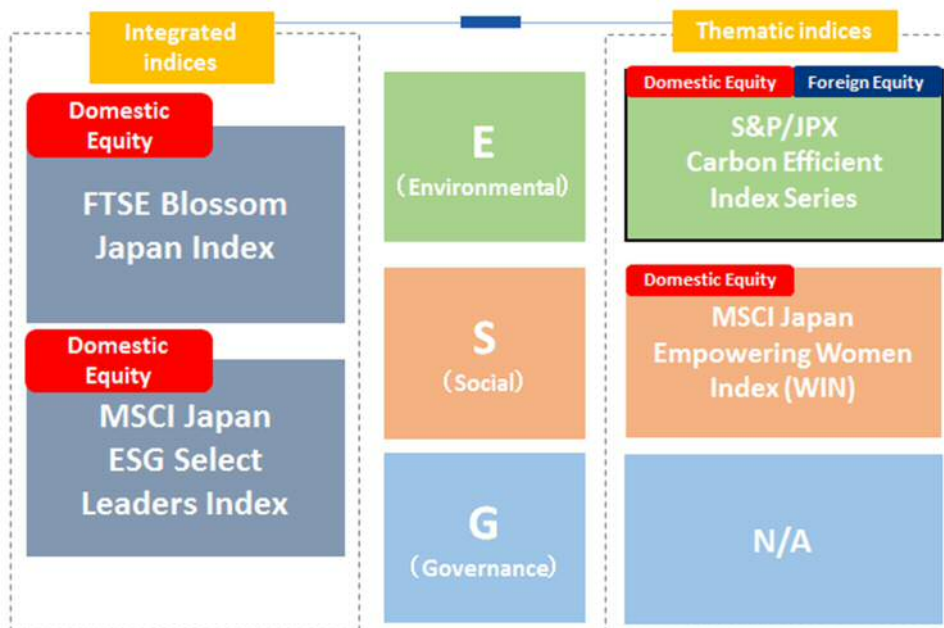 Integrated
indices
Domestic
Equity
FTSE Blossom
Japan Index
Domestic
Equity
MSCI Japan
ESG Select
Leaders Index
E
(Environmental)
S
(Social)
G
(Governance)
Thematic indices
Domestic Equity
Foreign Equity
S&P/JPX
Carbon Efficient
Index Series
Domestic Equity
MSCI Japan
Empowering Women
Index (WIN)
N/A